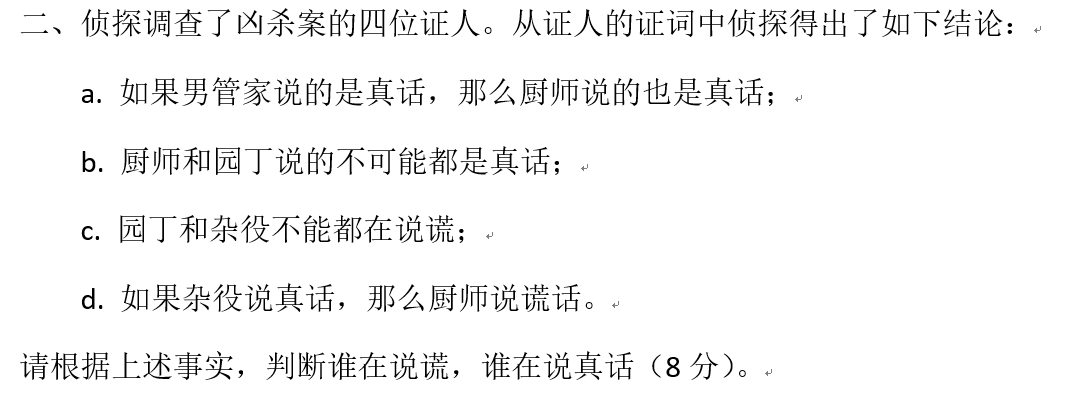 二、侦探调查了凶杀案的四位证人。从证人的证词中侦探得出了如下结论：
a. 如果男管家说的是真话，那么厨师说的也是真话；
b. 厨师和园丁说的不可能都是真话；
c. 园丁和杂役不能都在说谎；
d. 如果杂役说真话，那么厨师说谎话。
请根据上述事实，判断谁在说谎，谁在说真话（8 分）。